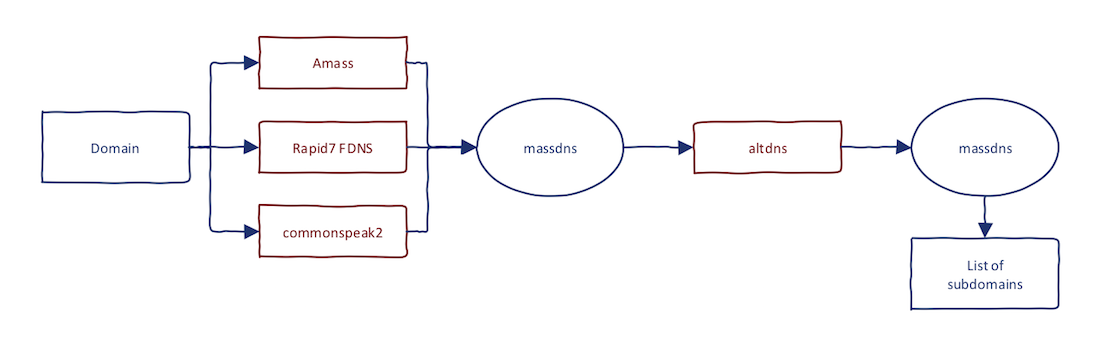 Domain
Amass
Rapid7 FDNS
commonspeak2
massdns
altdns
massdns
List of
subdomains